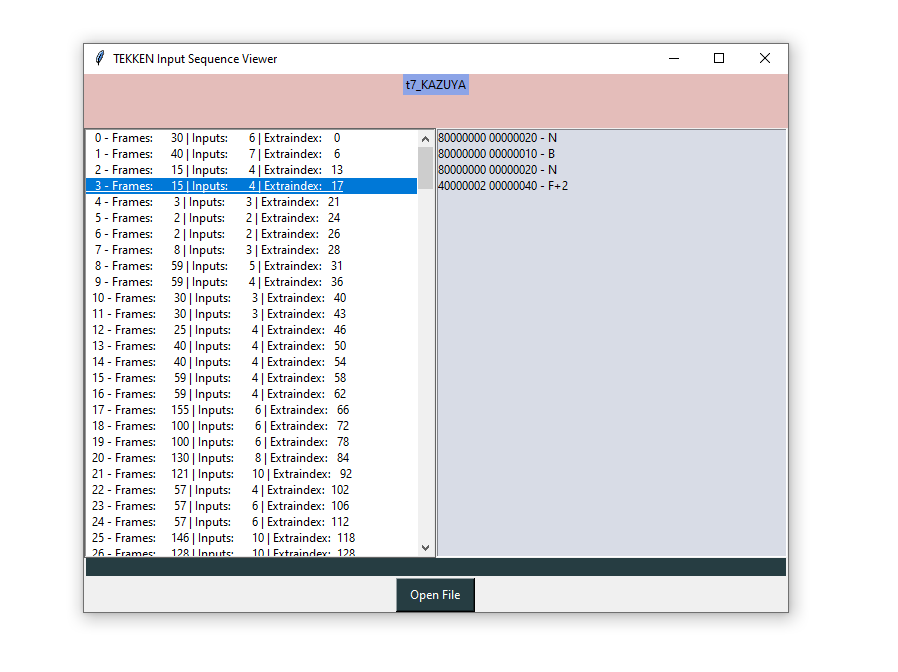 TEKKEN Input Sequence Viewer
t7_KAZUYA
0 - Frames: 30 | Inputs: 6 | Extraindex: 0
1 - Frames: 40 | Inputs: 7 | Extraindex: 6
2 - Frames: 15 | Inputs: 4 | Extraindex: 13
3 - Frames: 15 | Inputs: 4 | Extraindex: 17
4 - Frames: 3 | Inputs: 3 | Extraindex: 21
5 - Frames: 2 | Inputs: 2 | Extraindex: 24
6 - Frames: 2 | Inputs: 2 | Extraindex: 26
7 - Frames: 8 | Inputs: 3 | Extraindex: 28
8 - Frames: 59 | Inputs: 5 | Extraindex: 31
9 - Frames: 59 | Inputs: 4 | Extraindex: 36
10 - Frames: 30 | Inputs: 3 | Extraindex: 40
11 - Frames: 30 | Inputs: 3 | Extraindex: 43
12 - Frames: 25 | Inputs: 4 | Extraindex: 46
13 - Frames: 40 | Inputs: 4 | Extraindex: 50
14 - Frames: 40 | Inputs: 4 | Extraindex: 54
15 - Frames: 59 | Inputs: 4 | Extraindex: 58
16 - Frames: 59 | Inputs: 4 | Extraindex: 62
17 - Frames: 155 | Inputs: 6 | Extraindex: 66
18 - Frames: 100 | Inputs: 6 | Extraindex: 72
19 - Frames: 100 | Inputs: 6 | Extraindex: 78
20 - Frames: 130 | Inputs: 8 | Extraindex: 84
21 - Frames: 121 | Inputs: 10 | Extraindex: 92
22 - Frames: 57 | Inputs: 4 | Extraindex: 102
23 - Frames: 57 | Inputs: 6 | Extraindex: 106
24 - Frames: 57 | Inputs: 6 | Extraindex: 112
25 - Frames: 146 | Inputs: 10 | Extraindex: 118
26 - Frames: 128 | Inputs: 10 | Extraindex: 128
80000000 00000020 - N
80000000 00000010 - B
80000000 00000020 - N
40000002 00000040 - F+2
Open File